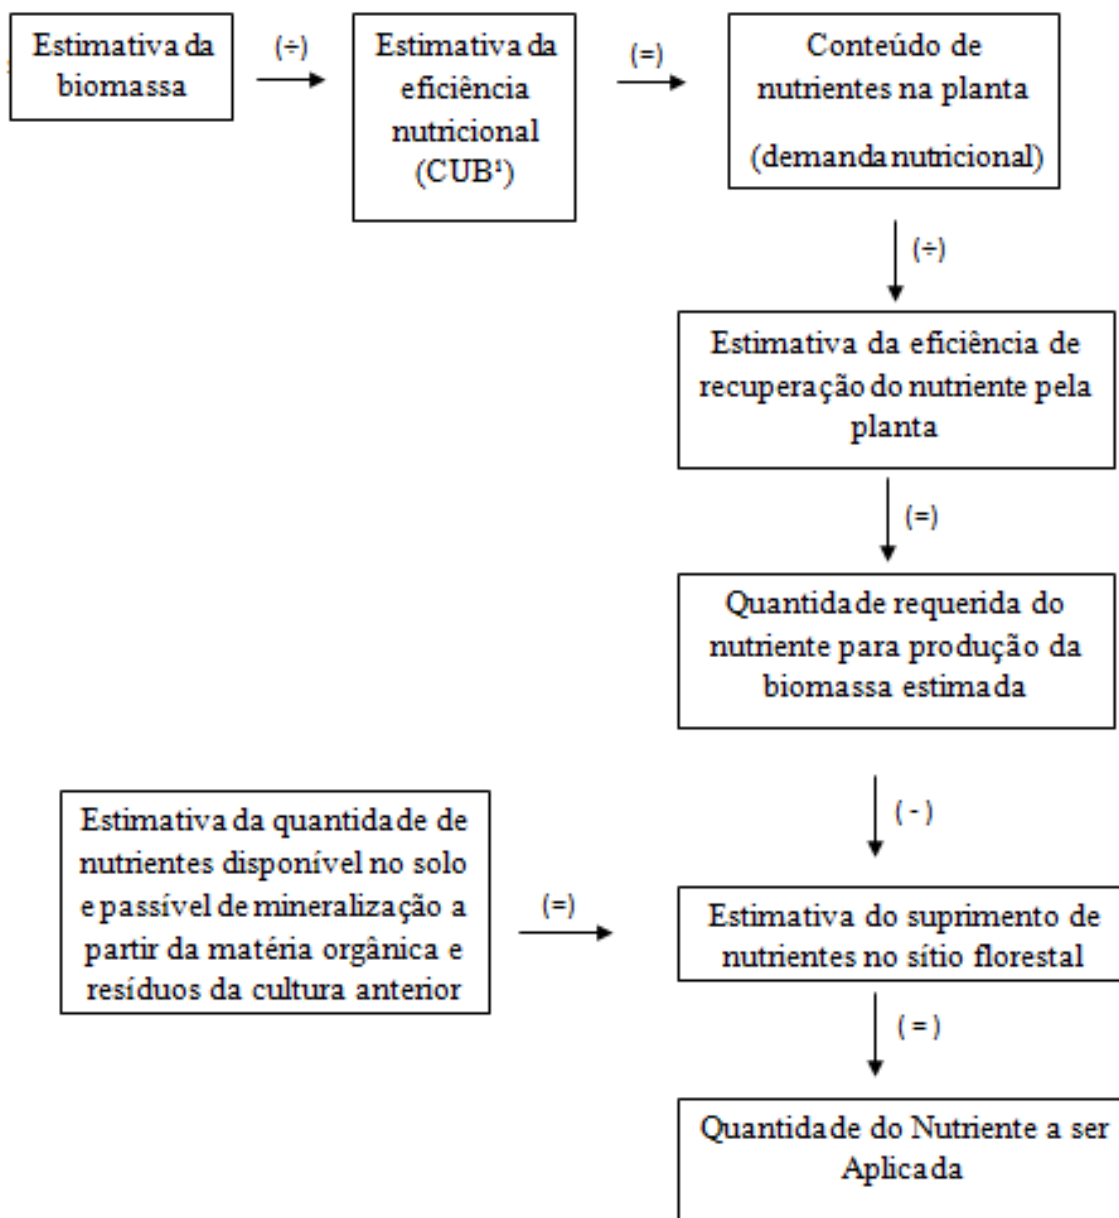 Estimativa da
biomassa
(÷)
Estimativa da
eficiência
nutricional
(CUB¹)
(=)
Conteúdo de
nutrientes na planta
(demanda nutricional)
(÷)
Estimativa da eficiência de
recuperação do nutriente pela
planta
(=)
Quantidade requerida do
nutriente para produção da
biomassa estimada
(-)
Estimativa da quantidade de
nutrientes disponível no solo
e passível de mineralização a
partir da matéria orgânica e
resíduos da cultura anterior
(=)
Estimativa do suprimento de
nutrientes no sítio florestal
(=)
Quantidade do Nutriente a ser
Aplicada